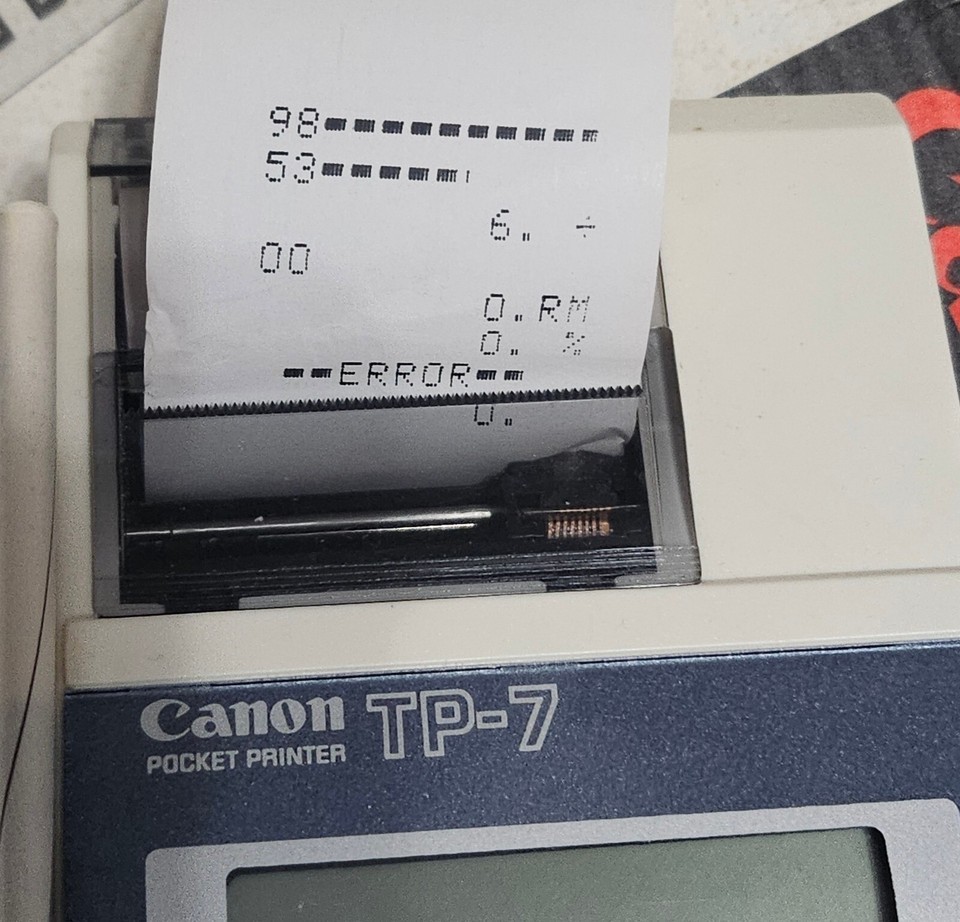 98----------
53------
6. ÷
00
0. RM
0. %
--ERROR--
0.
Canon TP-7
POCKET PRINTER